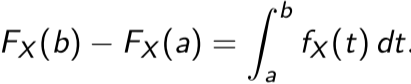 F_X(b) − F_X(a) = ∫_a^b f_X(t) dt.